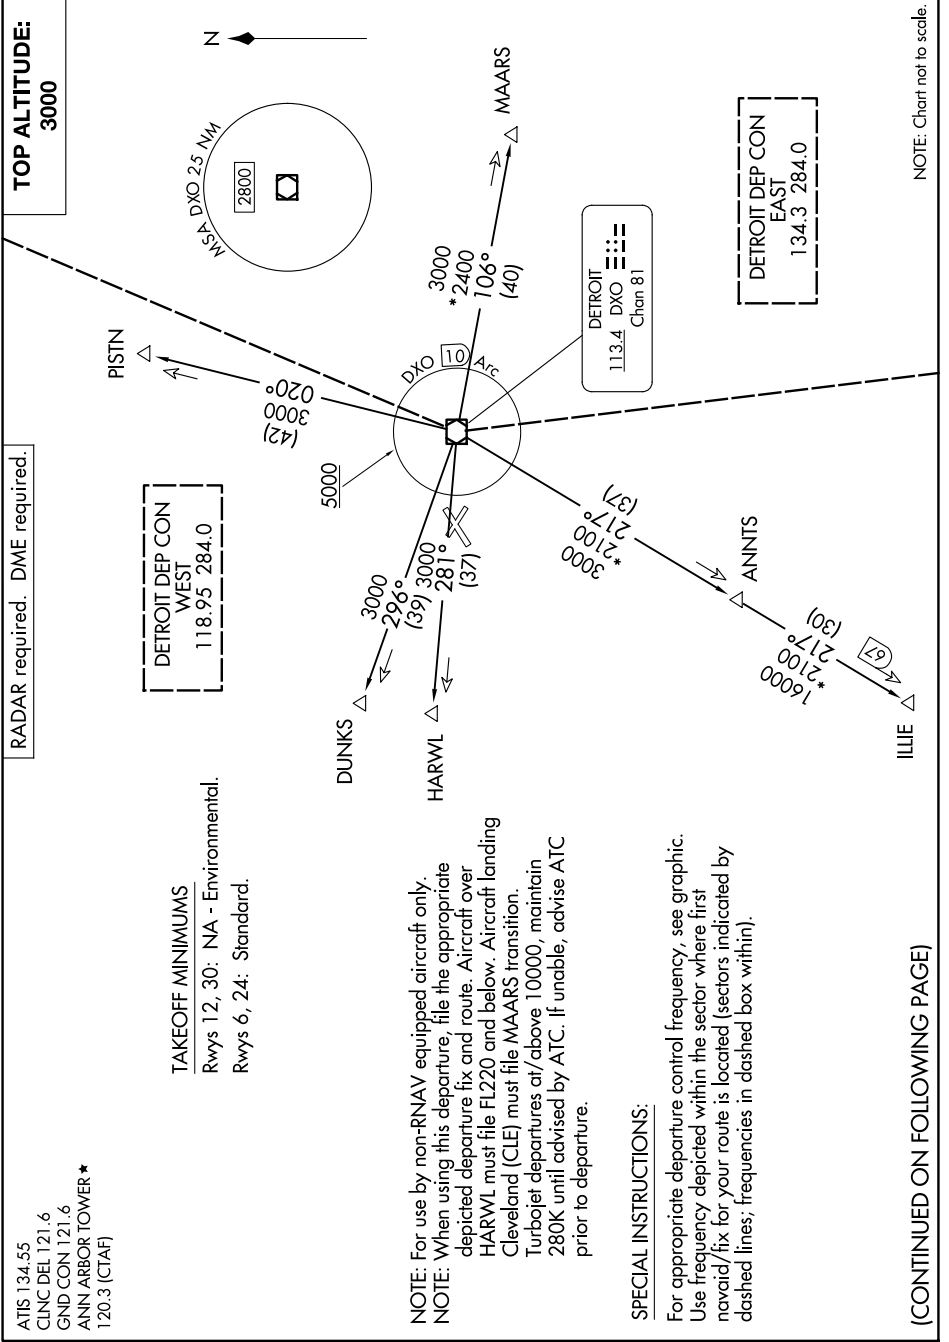 TOP ALTITUDE:
3000
RADAR required. DME required.
ATIS 134.55
CLNC DEL 121.6
GND CON 121.6
ANN ARBOR TOWER ★
120.3 (CTAF)
TAKEOFF MINIMUMS
Rwys 12, 30: NA - Environmental.
Rwys 6, 24: Standard.
N
MSA DXO 25 NM
2800
DETROIT DEP CON
WEST
118.95 284.0
PISTN
020°
3000
(42)
5000
DXO 10 Arc
3000
*2400
106°
(40)
MAARS
DETROIT
113.4 DXO
Chan 81
DETROIT DEP CON
EAST
134.3 284.0
DUNKS
3000
296°
(39)
HARWL
3000
281°
(37)
(37)
217°
*2100
3000
ANNTS
(30)
217°
*2100
16000
67
ILLIE
NOTE: For use by non-RNAV equipped aircraft only.
NOTE: When using this departure, file the appropriate
depicted departure fix and route. Aircraft over
HARWL must file FL220 and below. Aircraft landing
Cleveland (CLE) must file MAARS transition.
Turbojet departures at/above 10000, maintain
280K until advised by ATC. If unable, advise ATC
prior to departure.
SPECIAL INSTRUCTIONS:
For appropriate departure control frequency, see graphic.
Use frequency depicted within the sector where first
navaid/fix for your route is located (sectors indicated by
dashed lines; frequencies in dashed box within).
NOTE: Chart not to scale.
(CONTINUED ON FOLLOWING PAGE)